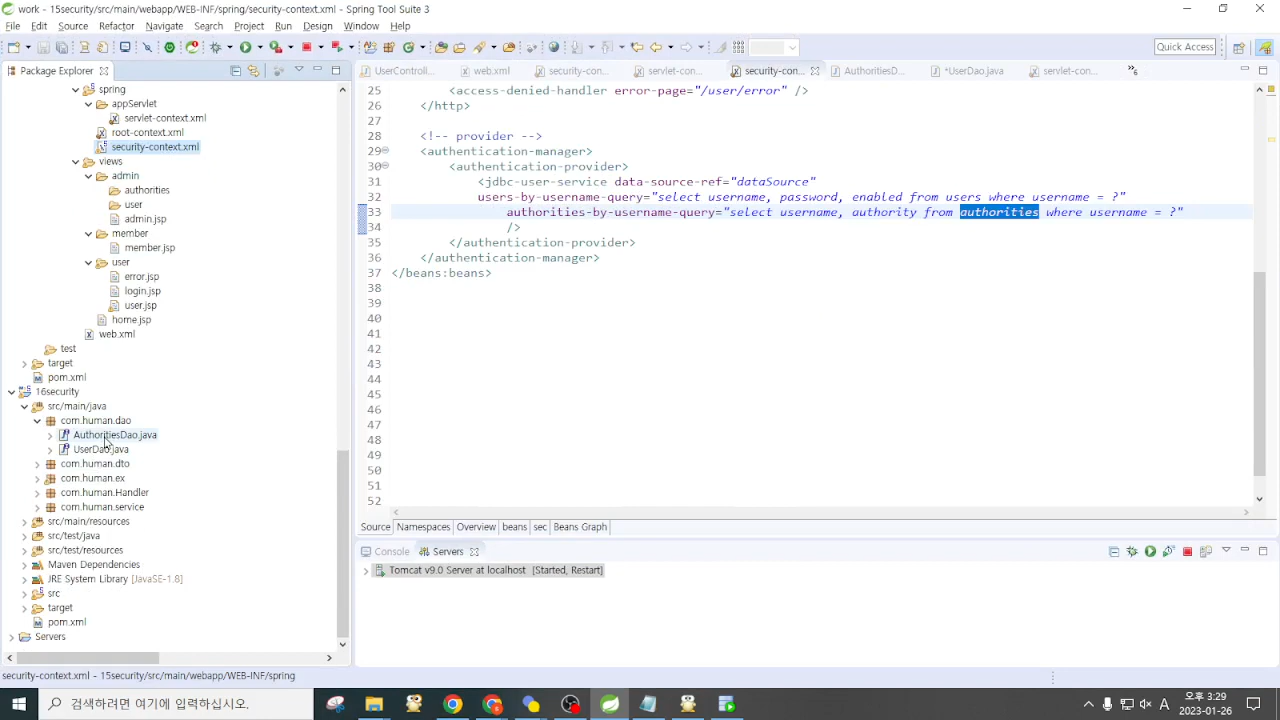 work - 15security/src/main/webapp/WEB-INF/spring/security-context.xml - Spring Tool Suite 3
File Edit Source Refactor Navigate Search Project Run Design Window Help
Quick Access
Package Explorer
UserControll... web.xml security-con... servlet-con... security-con... AuthoritiesD... *UserDao.java servlet-con... »6
spring
appServlet
servlet-context.xml
root-context.xml
security-context.xml
views
admin
authorities
user
admin.jsp
member
member.jsp
user
error.jsp
login.jsp
user.jsp
home.jsp
web.xml
test
target
pom.xml
16security
src/main/java
com.human.dao
AuthoritiesDao.java
UserDao.java
com.human.dto
com.human.ex
com.human.Handler
com.human.service
src/main/resources
src/test/java
src/test/resources
Maven Dependencies
JRE System Library [JavaSE-1.8]
src
target
pom.xml
Servers
25 <access-denied-handler error-page="/user/error" />
26 </http>
27
28 <!-- provider -->
29 <authentication-manager>
30 <authentication-provider>
31 <jdbc-user-service data-source-ref="dataSource"
32 users-by-username-query="select username, password, enabled from users where username = ?"
33 authorities-by-username-query="select username, authority from authorities where username = ?"
34 />
35 </authentication-provider>
36 </authentication-manager>
37 </beans:beans>
38
39
40
41
42
43
44
45
46
47
48
49
50
51
52
Source Namespaces Overview beans sec Beans Graph
Console Servers
Tomcat v9.0 Server at localhost [Started, Restart]
security-context.xml - 15security/src/main/webapp/WEB-INF/spring
검색하려면 여기에 입력하십시오.
A
오후 3:29
2023-01-26